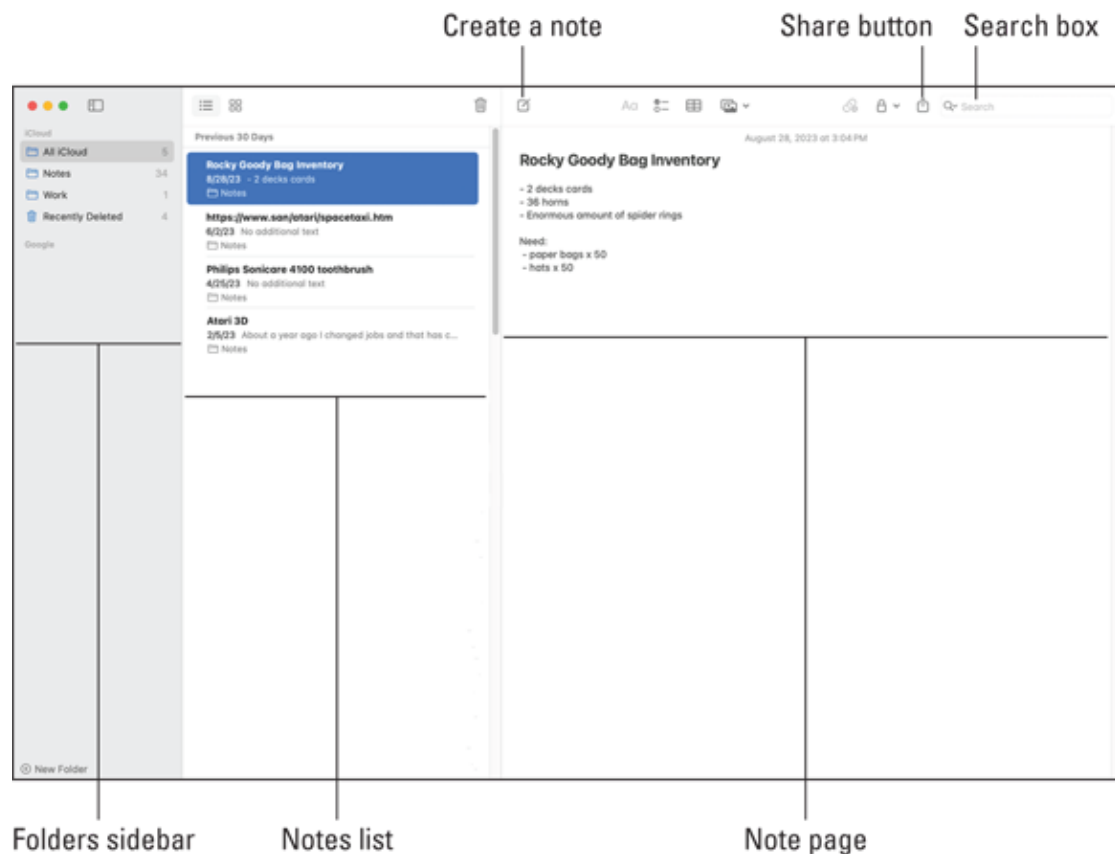 Create a note
Share button
Search box
Aa
Search
iCloud
All iCloud 5
Notes 34
Work 1
Recently Deleted 4
Google
New Folder
Previous 30 Days
Rocky Goody Bag Inventory
8/28/23 - 2 decks cards
Notes
https://www.san/atari/spacetaxi.htm
6/2/23 No additional text
Notes
Philips Sonicare 4100 toothbrush
4/25/23 No additional text
Notes
Atari 3D
2/5/23 About a year ago I changed jobs and that has c...
Notes
August 28, 2023 at 3:04 PM
Rocky Goody Bag Inventory
- 2 decks cards
- 36 horns
- Enormous amount of spider rings
Need:
- paper bags x 50
- hats x 50
Folders sidebar
Notes list
Note page